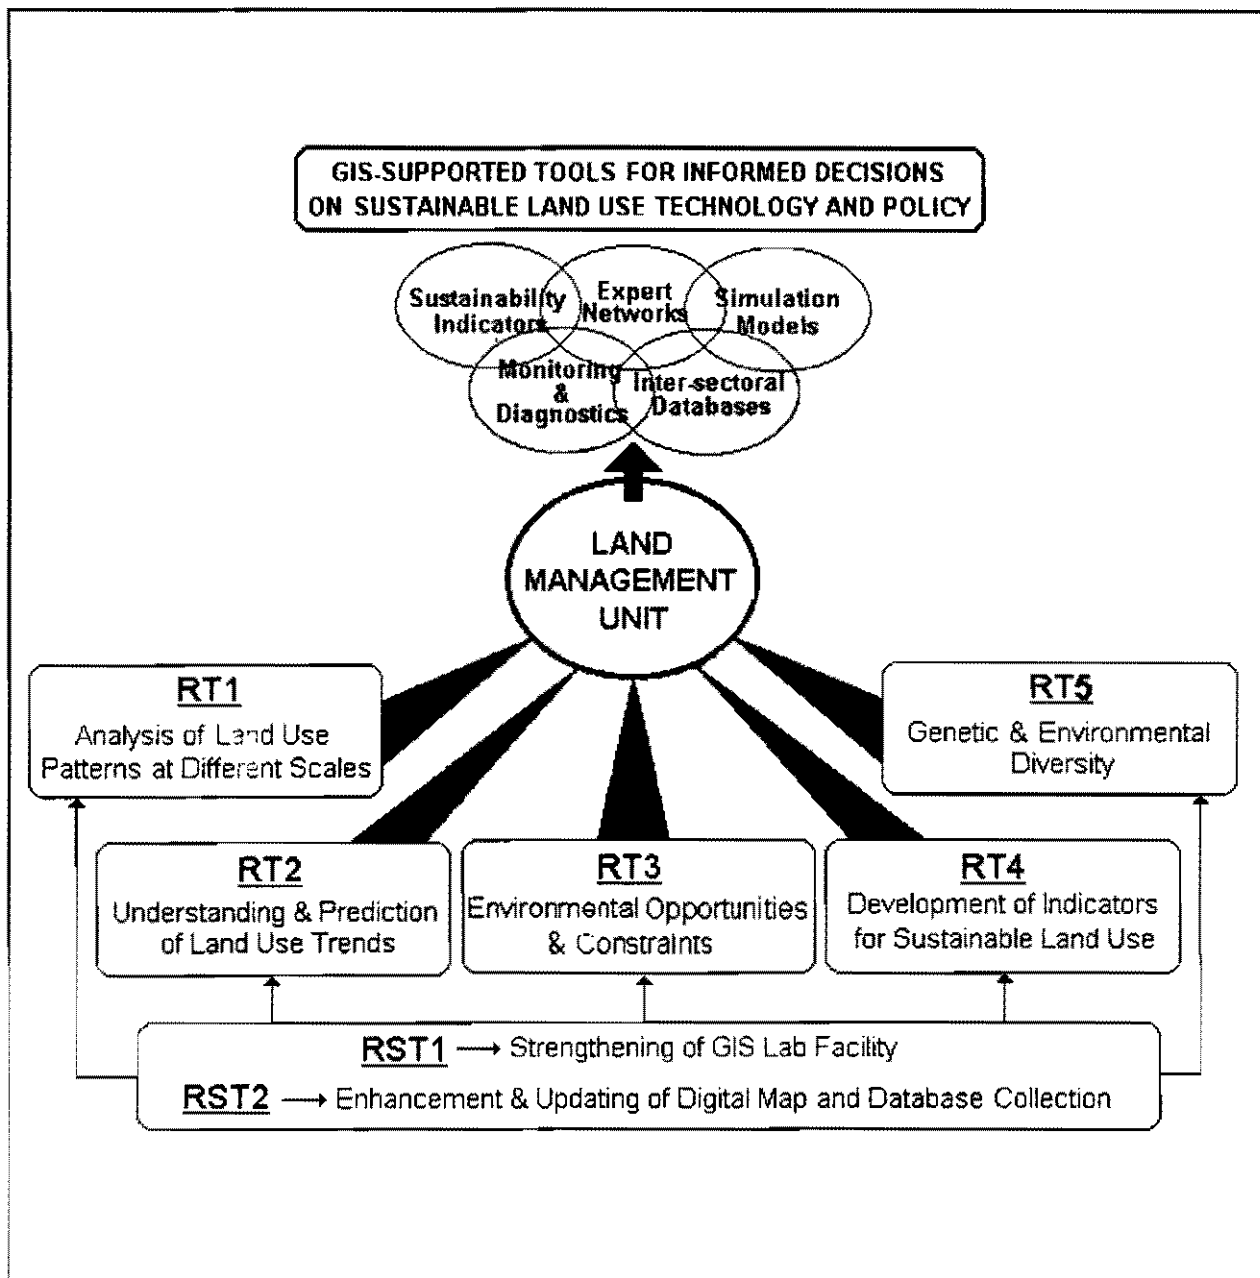 GIS-SUPPORTED TOOLS FOR INFORMED DECISIONS
ON SUSTAINABLE LAND USE TECHNOLOGY AND POLICY
Sustainability
Indicators
Expert
Networks
Simulation
Models
Monitoring
&
Diagnostics
Inter-sectoral
Databases
LAND
MANAGEMENT
UNIT
RT1
Analysis of Land Use
Patterns at Different Scales
RT5
Genetic & Environmental
Diversity
RT2
Understanding & Prediction
of Land Use Trends
RT3
Environmental Opportunities
& Constraints
RT4
Development of Indicators
for Sustainable Land Use
RST1 → Strengthening of GIS Lab Facility
RST2 → Enhancement & Updating of Digital Map and Database Collection